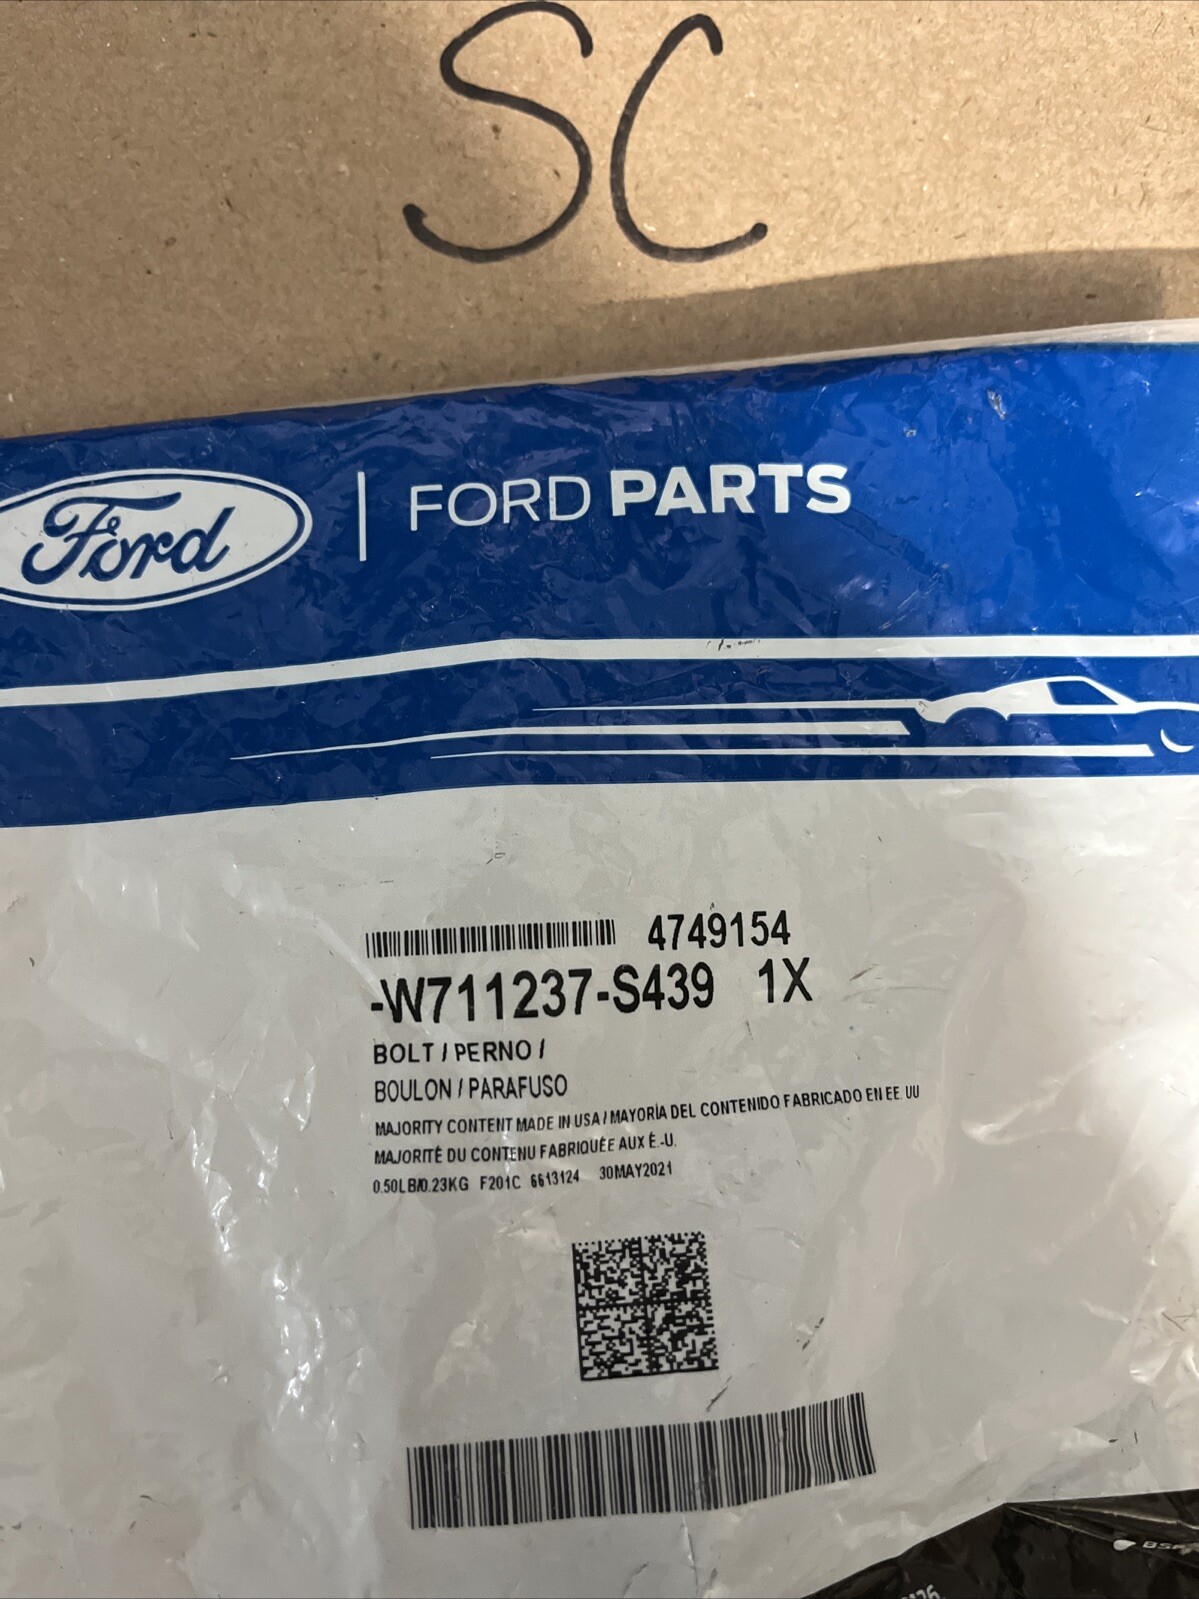 SC
Ford | FORD PARTS
4749154
-W711237-S439 1X
BOLT / PERNO /
BOULON / PARAFUSO
MAJORITY CONTENT MADE IN USA / MAYORÍA DEL CONTENIDO FABRICADO EN EE. UU
MAJORITÉ DU CONTENU FABRIQUÉE AUX É.-U.
0.50LB/0.23KG F201C 6613124 30MAY2021